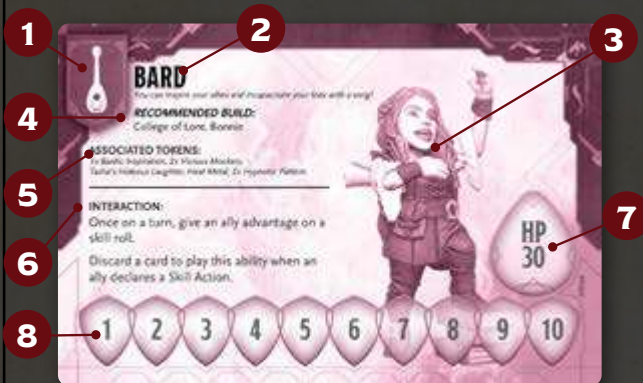 1
2
3
BARD
You can inspire your allies and incapacitate your foes with a song!
4
RECOMMENDED BUILD:
College of Lore, Bonnie
5
ASSOCIATED TOKENS:
2x Vicious Mockery,
Tasha's Hideous Laughter, Heat Metal, 2x Hypnotic Pattern
6
INTERACTION:
Once on a turn, give an ally advantage on a
skill roll.
Discard a card to play this ability when an
ally declares a Skill Action.
HP
30
7
8
1 2 3 4 5 6 7 8 9 10